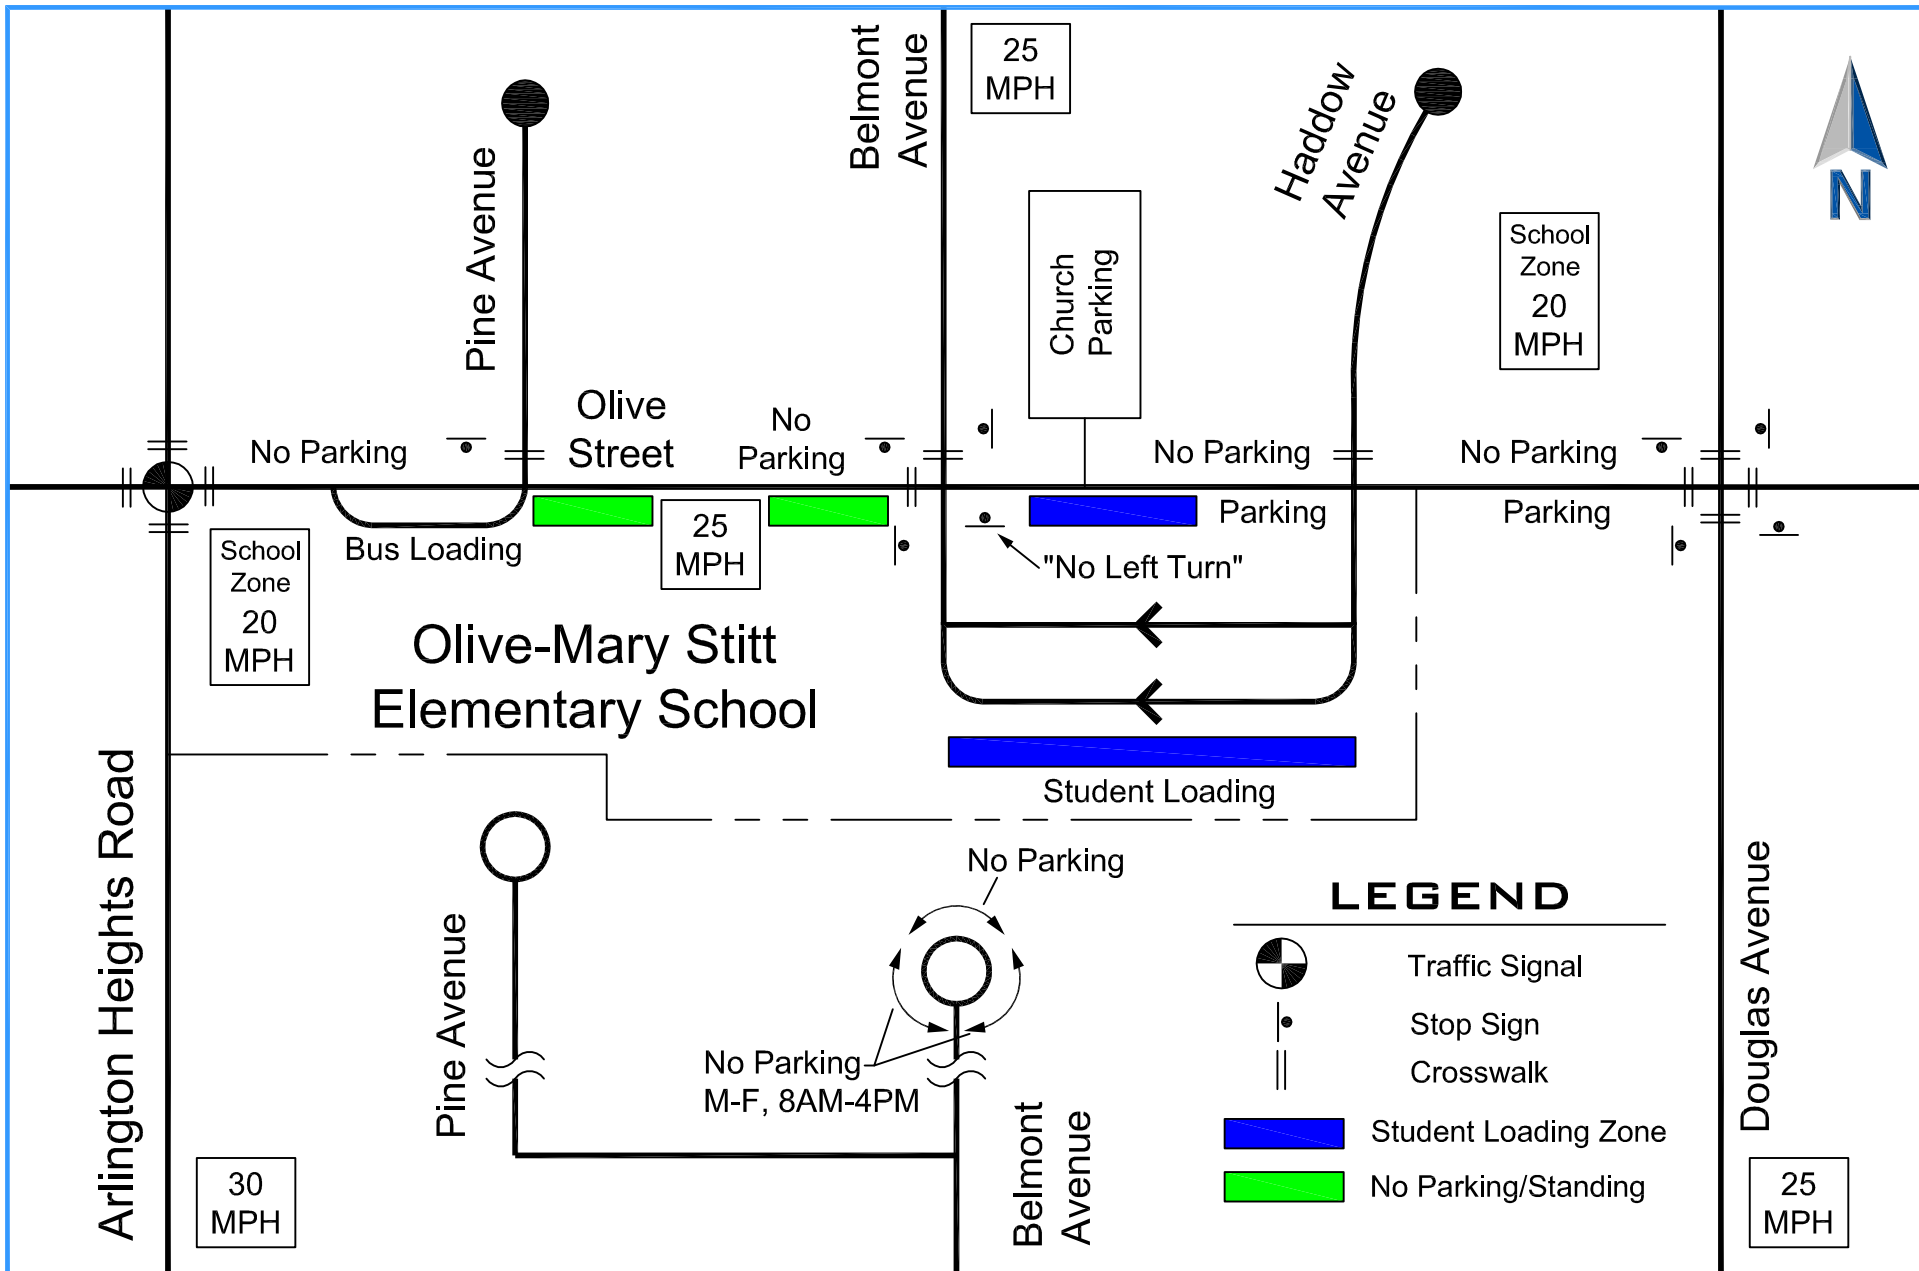 Belmont
Avenue
25
MPH
Haddow
Avenue
N
Pine Avenue
Church
Parking
School
Zone
20
MPH
Olive
Street
No Parking
No
Parking
No Parking
No Parking
Bus Loading
25
MPH
Parking
Parking
"No Left Turn"
School
Zone
20
MPH
Olive-Mary Stitt
Elementary School
Student Loading
Arlington Heights Road
No Parking
Pine Avenue
No Parking
M-F, 8AM-4PM
Belmont
Avenue
30
MPH
LEGEND
Traffic Signal
Stop Sign
Crosswalk
Student Loading Zone
No Parking/Standing
Douglas Avenue
25
MPH